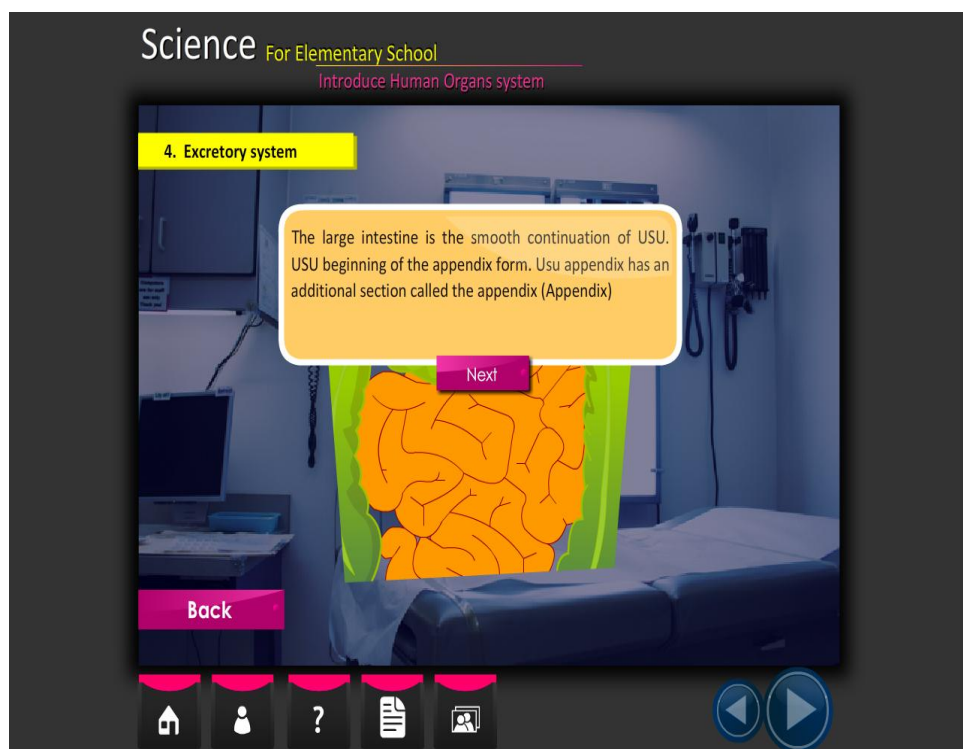 Science For Elementary School
Introduce Human Organs system
4. Excretory system
The large intestine is the smooth continuation of USU.
USU beginning of the appendix form. Usu appendix has an
additional section called the appendix (Appendix)
Next
Back
?